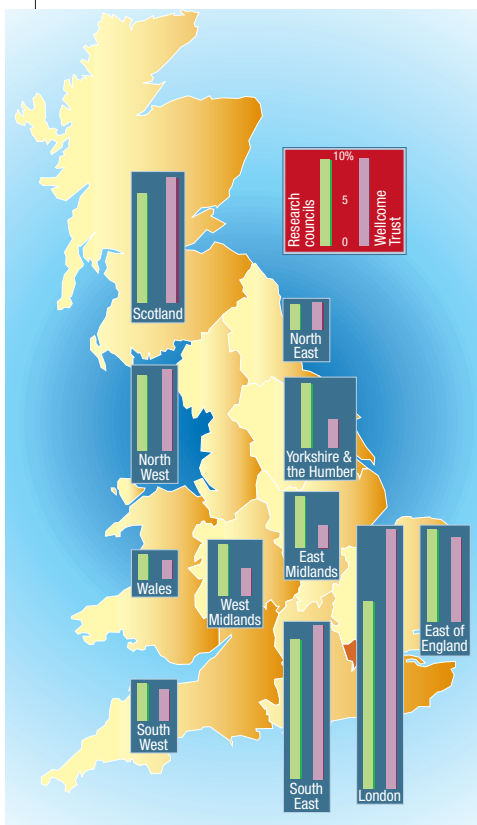 Research
councils
10%
5
0
Wellcome
Trust
Scotland
North
East
North
West
Yorkshire &
the Humber
East
Midlands
Wales
West
Midlands
East of
England
South
West
South
East
London